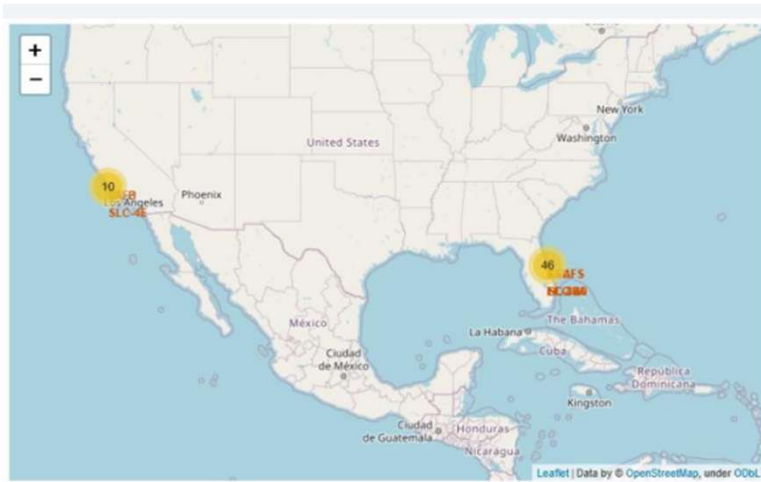 +
−
New York
Washington
United States
10
Los Angeles
Phoenix
SLC-4E
46
México
The Bahamas
La Habana
Cuba
Ciudad
de México
República
Dominicana
Kingston
Ciudad
de Guatemala
Honduras
Nicaragua
Leaflet | Data by © OpenStreetMap, under ODbL